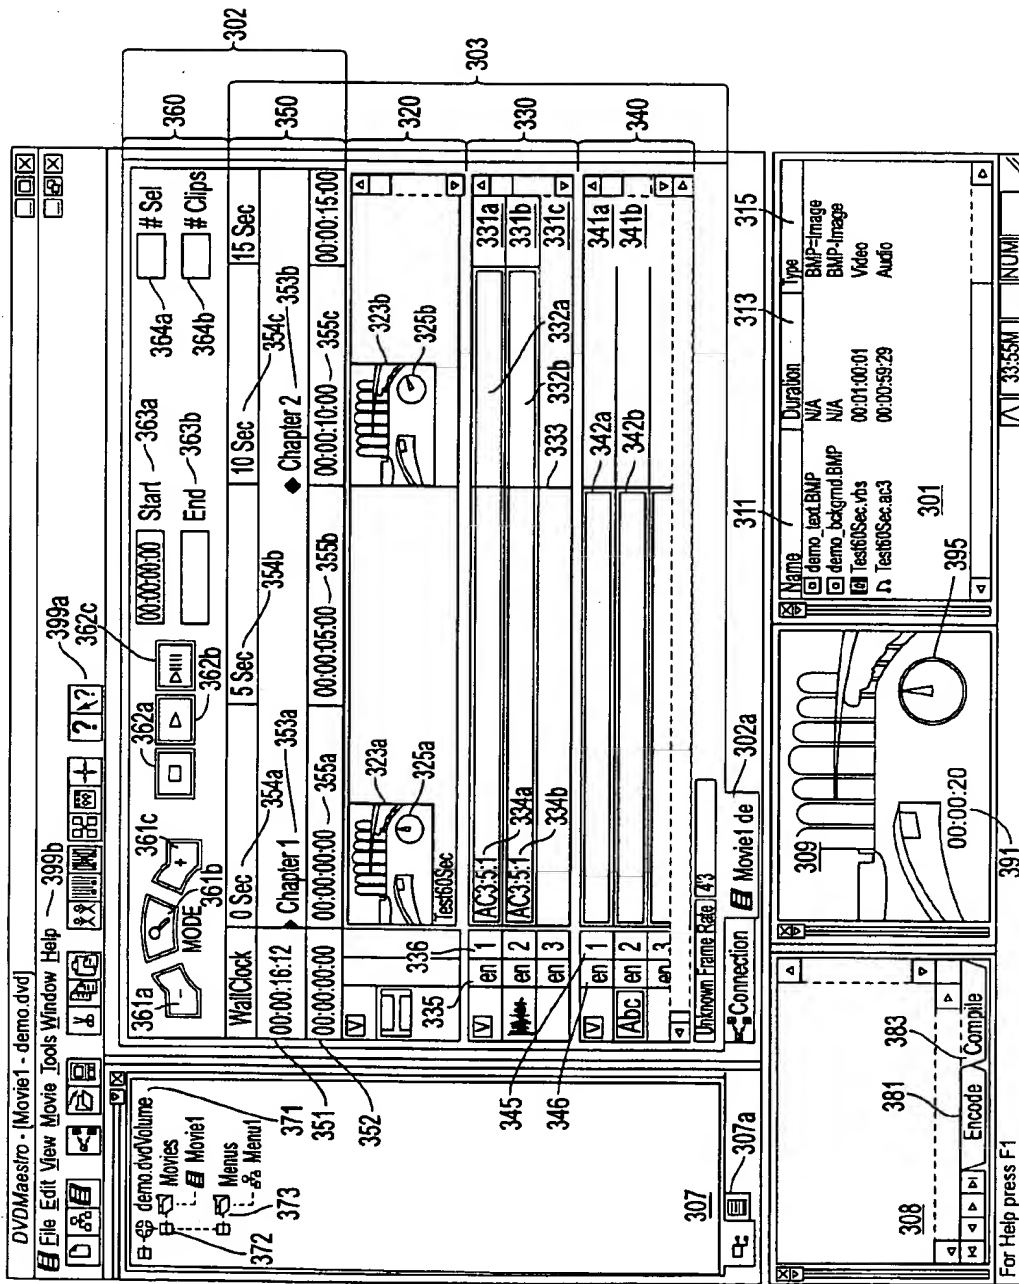 DVDMaestro - [Movie1 - demo.dvd]
File Edit View Movie Tools Window Help
399b
399a
362c
361a
361b
361c
MODE
362a
362b
00:00:00:00 Start 363a
End 363b
364a # Sel
364b # Clips
360
302
WallClock 0 Sec 354a 5 Sec 354b 10 Sec 354c 15 Sec
00:00:16:12 Chapter 1 353a Chapter 2 353b
00:00:00:00 00:00:00:00 355a 00:00:05:00 355b 00:00:10:00 355c 00:00:15:00
350
303
demo.dvdVolume
Movies
Movie1
Menus
Menu1
371
372
373
351
352
307
307a
V
323a
325a
Test60Sec
323b
325b
320
335
336
V
en 1 AC3:5:1 334a 332a 331a
en 2 AC3:5:1 334b 332b 331b
en 3 333 331c
330
345
346
V
en 1 342a 341a
Abc en 2 342b 341b
en 3
340
Unknown Frame Rate 4:3
Connection Movie1 de 302a
308
381
383
Encode Compile
309
00:00:20
391
395
311
313
315
Name Duration Type
demo_text.BMP N/A BMP=Image
demo_bckgrnd.BMP N/A BMP-Image
Test60Sec.vbs 00:01:00:01 Video
Test60Sec.ac3 00:00:59:29 Audio
301
For Help press F1
33:55M NUM